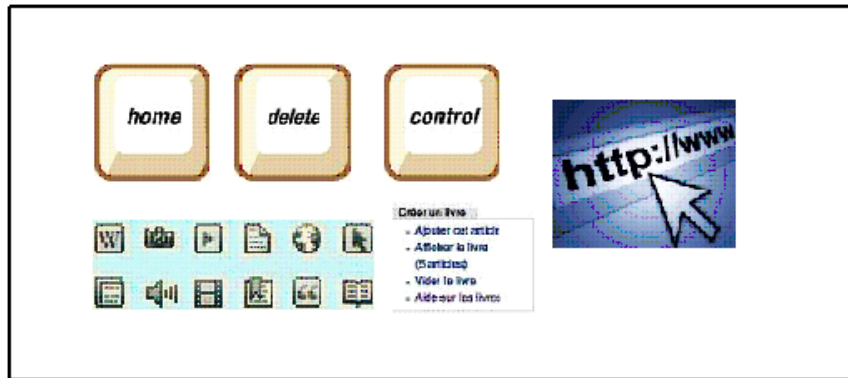 home
delete
control
http://www
W
Créer un livre
Ajouter cet article
Afficher le livre
(5 articles)
Vider le livre
Aide sur les livres